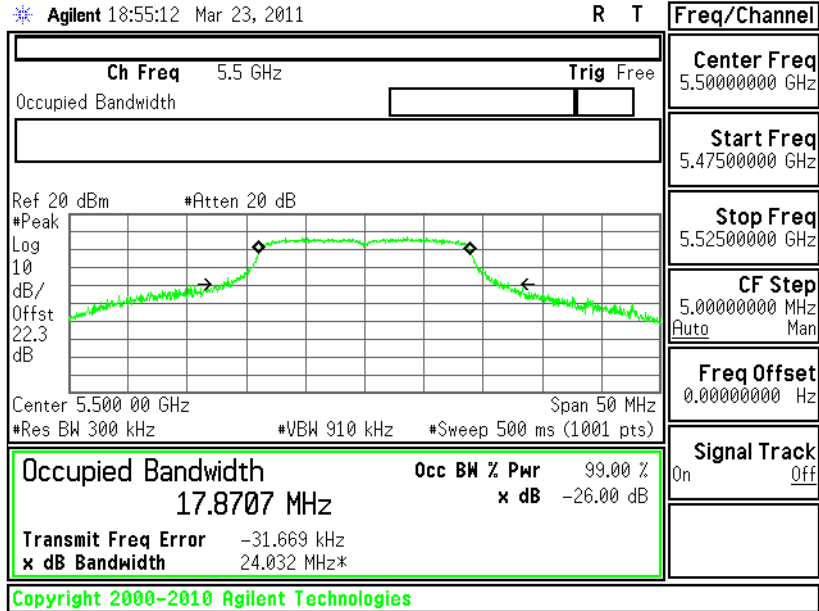 Agilent 18:55:12 Mar 23, 2011 R T Freq/Channel
Ch Freq 5.5 GHz Trig Free
Occupied Bandwidth
Center Freq
5.50000000 GHz
Start Freq
5.47500000 GHz
Stop Freq
5.52500000 GHz
CF Step
5.00000000 MHz
Auto Man
Freq Offset
0.00000000 Hz
Signal Track
On Off
Ref 20 dBm #Atten 20 dB
#Peak
Log
10
dB/
Offst
22.3
dB
Center 5.500 00 GHz Span 50 MHz
#Res BW 300 kHz #VBW 910 kHz #Sweep 500 ms (1001 pts)
Occupied Bandwidth Occ BW % Pwr 99.00 %
17.8707 MHz x dB -26.00 dB
Transmit Freq Error -31.669 kHz
x dB Bandwidth 24.032 MHz*
Copyright 2000-2010 Agilent Technologies